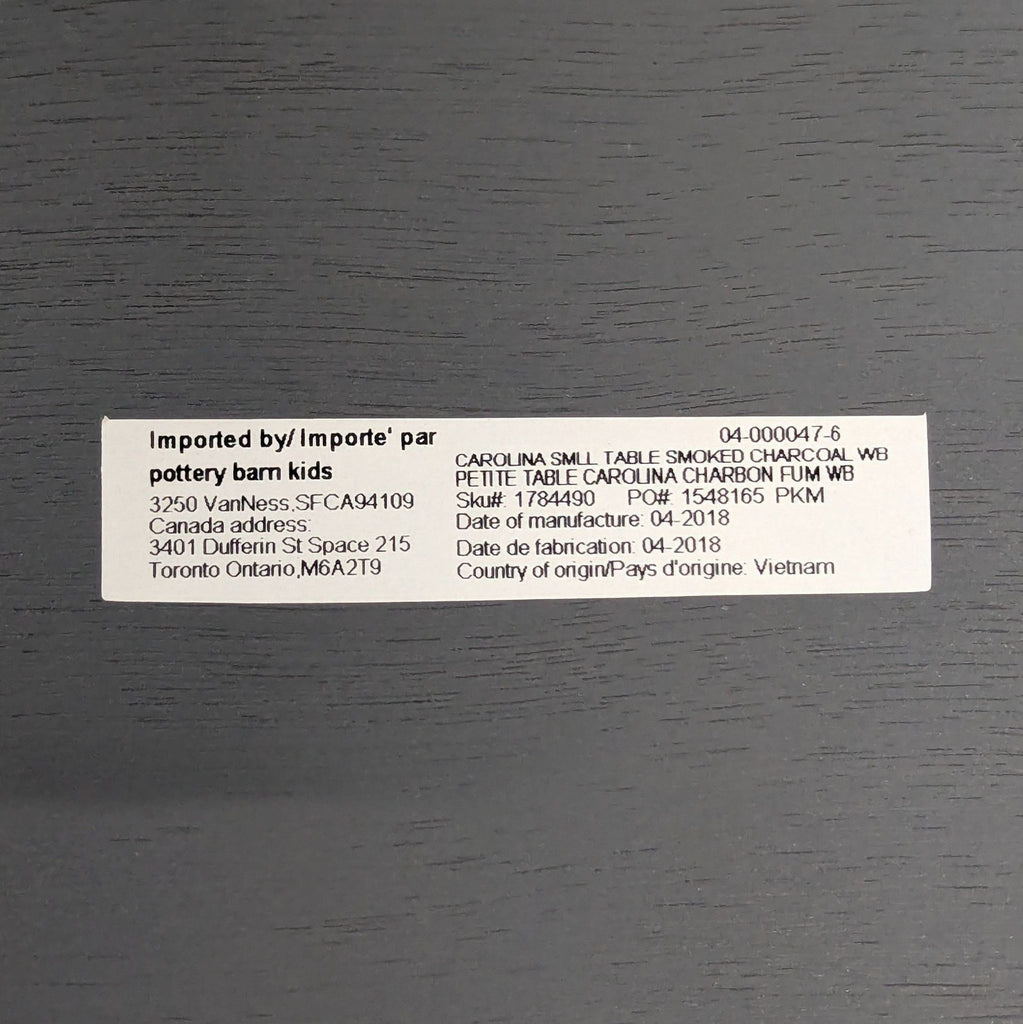 Imported by/ Importe' par
pottery barn kids
3250 VanNess,SFCA94109
Canada address:
3401 Dufferin St Space 215
Toronto Ontario,M6A2T9
04-000047-6
CAROLINA SMLL TABLE SMOKED CHARCOAL WB
PETITE TABLE CAROLINA CHARBON FUM WB
Sku#: 1784490 PO#: 1548165 PKM
Date of manufacture: 04-2018
Date de fabrication: 04-2018
Country of origin/Pays d'origine: Vietnam